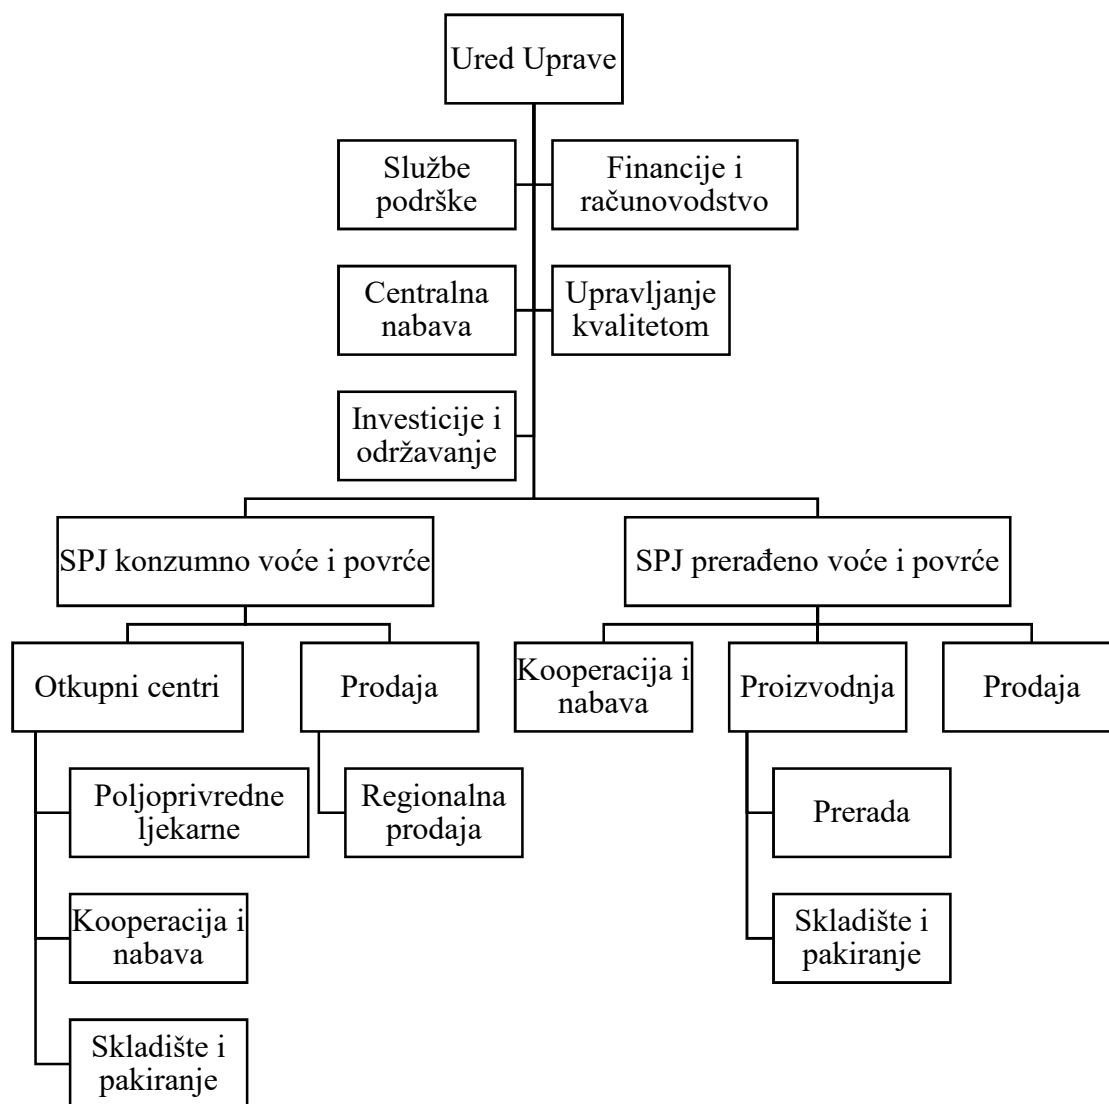 Ured Uprave
Službe
podrške
Financije i
računovodstvo
Centralna
nabava
Upravljanje
kvalitetom
Investicije i
održavanje
SPJ konzumno voće i povrće
SPJ prerađeno voće i povrće
Otkupni centri
Prodaja
Kooperacija i
nabava
Proizvodnja
Prodaja
Poljoprivredne
ljekarne
Regionalna
prodaja
Prerada
Kooperacija i
nabava
Skladište i
pakiranje
Skladište i
pakiranje